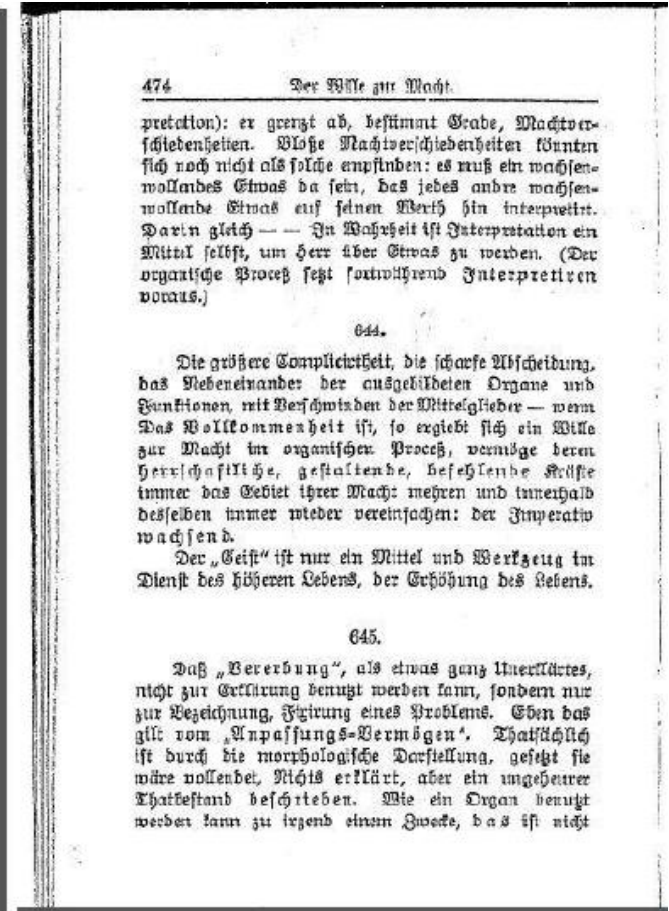 474 Der Wille zur Macht.
pretation): er grenzt ab, bestimmt Grade, Machtver-
schiedenheiten. Bloße Machtverschiedenheiten könnten
sich noch nicht als solche empfinden: es muß ein wachsen-
wollendes Etwas da sein, das jedes andre wachsen-
wollende Etwas auf seinen Werth hin interpretirt.
Darin gleich — — In Wahrheit ist Interpretation ein
Mittel selbst, um Herr über Etwas zu werden. (Der
organische Proceß setzt fortwährend Interpretiren
voraus.)
644.
Die größere Complicirtheit, die scharfe Abscheidung,
das Nebeneinander der ausgebildeten Organe und
Funktionen, mit Verschwinden der Mittelglieder — wenn
Das Vollkommenheit ist, so ergiebt sich ein Wille
zur Macht im organischen Proceß, vermöge deren
herrschaftliche, gestaltende, befehlende Kräfte
immer das Gebiet ihrer Macht mehren und innerhalb
desselben immer wieder vereinfachen: der Imperativ
wachsend.
Der „Geist“ ist nur ein Mittel und Werkzeug im
Dienst des höheren Lebens, der Erhöhung des Lebens.
645.
Daß „Vererbung“, als etwas ganz Unerklärtes,
nicht zur Erklärung benutzt werden kann, sondern nur
zur Bezeichnung, Fixirung eines Problems. Eben das
gilt vom „Anpassungs-Vermögen“. Thatsächlich
ist durch die morphologische Darstellung, gesetzt sie
wäre vollendet, Nichts erklärt, aber ein ungeheurer
Thatbestand beschrieben. Wie ein Organ benutzt
werden kann zu irgend einem Zwecke, das ist nicht